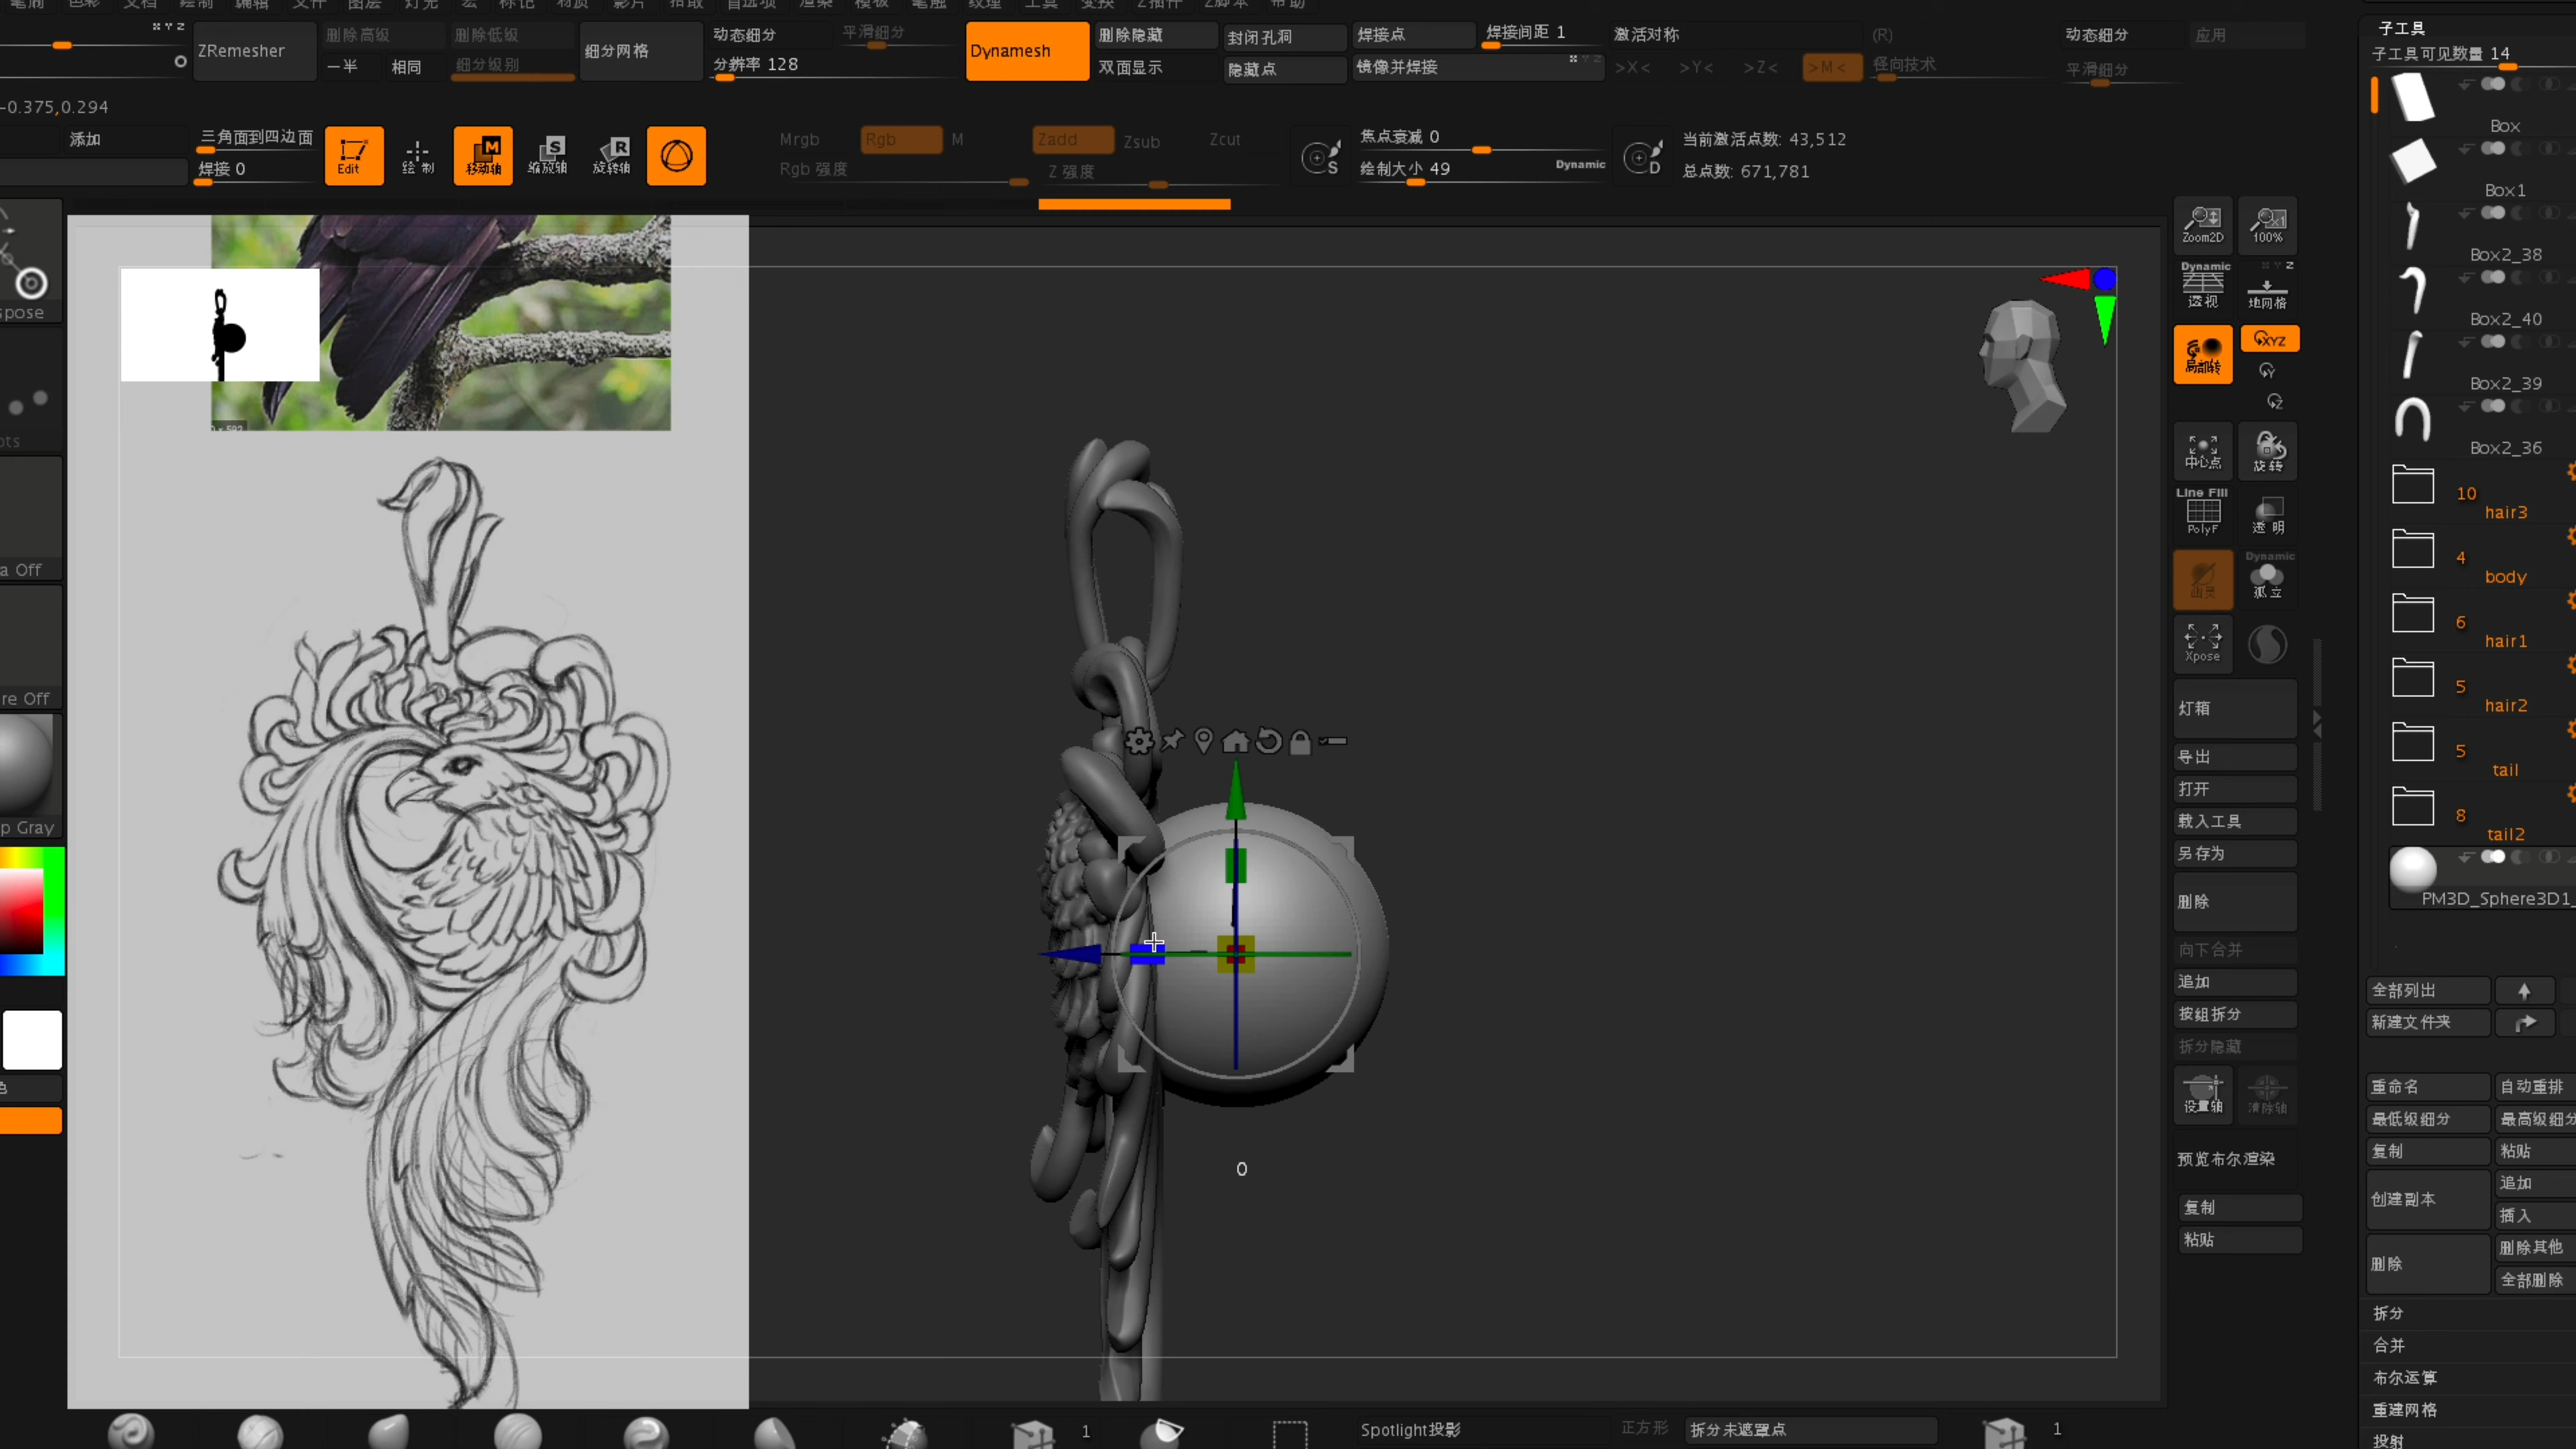 ZRemesher
删除高级
删除低级
一半
相同
细分级别
细分网格
动态细分
平滑细分
分辨率 128
Dynamesh
删除隐藏
双面显示
封闭孔洞
隐藏点
焊接点
焊接间距 1
镜像并焊接
激活对称
>X<
>Y<
>Z<
>M<
(R)
径向技术
动态细分
应用
平滑细分
-0.375,0.294
添加
三角面到四边面
焊接 0
Edit
绘制
移动轴
缩放轴
旋转轴
Mrgb
Rgb
M
Rgb 强度
Zadd
Zsub
Zcut
Z 强度
焦点衰减 0
绘制大小 49
Dynamic
当前激活点数: 43,512
总点数: 671,781
a Off
re Off
p Gray
0
Zoom2D
100%
Dynamic
透视
地网格
局部转
XYZ
中心点
旋转
Line Fill
PolyF
透明
Dynamic
孤立
Xpose
灯箱
导出
打开
载入工具
另存为
删除
向下合并
追加
按组拆分
拆分隐藏
设置轴
清除轴
预览布尔渲染
复制
粘贴
子工具
子工具可见数量 14
Box
Box1
Box2_38
Box2_40
Box2_39
Box2_36
10
hair3
4
body
6
hair1
5
hair2
5
tail
8
tail2
PM3D_Sphere3D1_
全部列出
新建文件夹
重命名
自动重排
最低级细分
最高级细分
复制
粘贴
创建副本
追加
插入
删除
删除其他
全部删除
拆分
合并
布尔运算
重建网格
投射
1
Spotlight投影
正方形
拆分未遮罩点
1